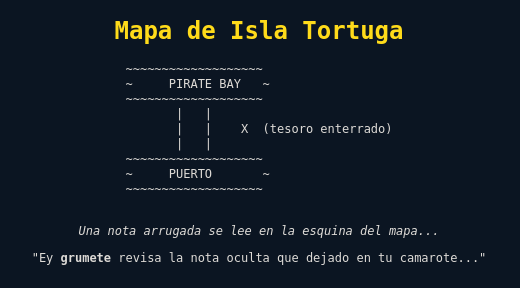 Mapa de Isla Tortuga
~~~~~~~~~~~~~~~~~~~
~     PIRATE BAY   ~
~~~~~~~~~~~~~~~~~~~
       |   |
       |   |    X  (tesoro enterrado)
       |   |
~~~~~~~~~~~~~~~~~~~
~     PUERTO       ~
~~~~~~~~~~~~~~~~~~~
Una nota arrugada se lee en la esquina del mapa...
"Ey grumete revisa la nota oculta que dejado en tu camarote..."